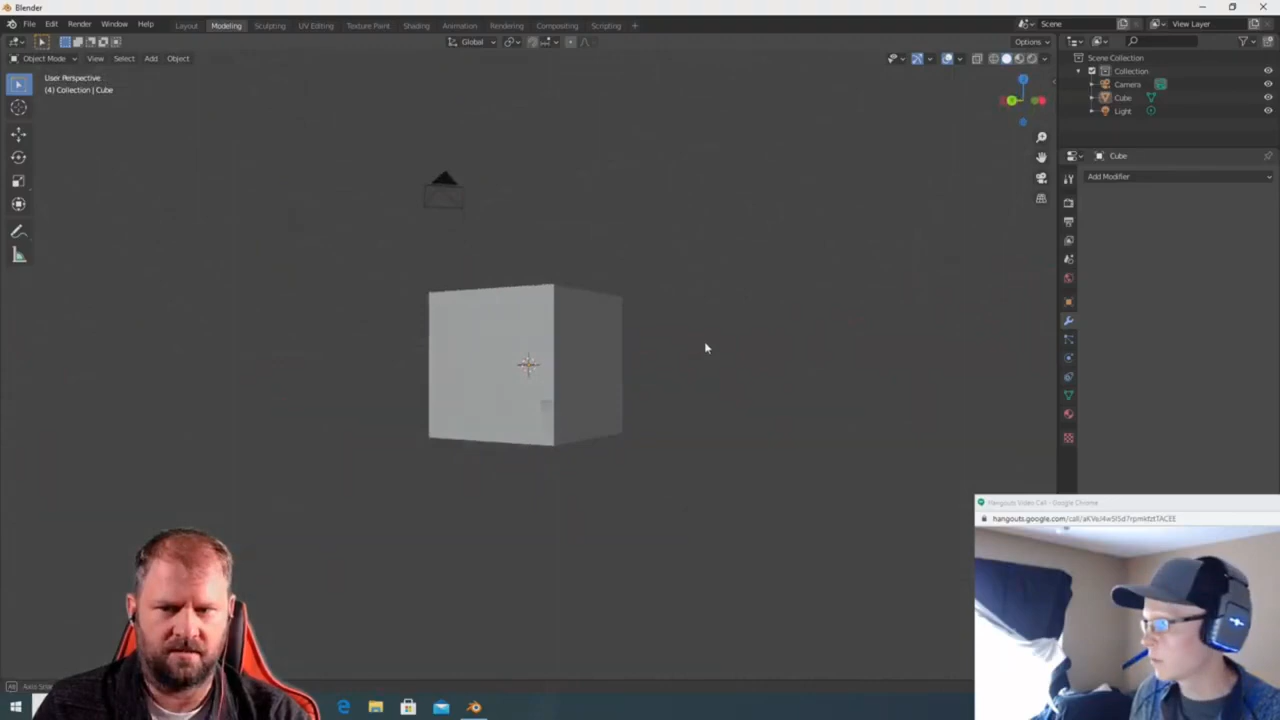 Blender
File Edit Render Window Help Layout Modeling Sculpting UV Editing Texture Paint Shading Animation Rendering Compositing Scripting + Scene View Layer
Global Options
Object Mode View Select Add Object
User Perspective
(4) Collection | Cube
Scene Collection
Collection
Camera
Cube
Light
Cube
Add Modifier
Hangouts Video Call - Google Chrome